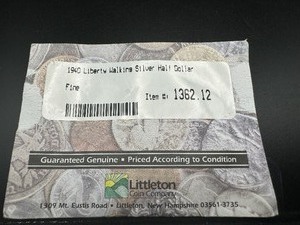 1940 Liberty Walking Silver Half Dollar
Fine
Item #: 1362.12
Guaranteed Genuine • Priced According to Condition
Littleton
Coin Company
1309 Mt. Eustis Road • Littleton, New Hampshire 03561-3735